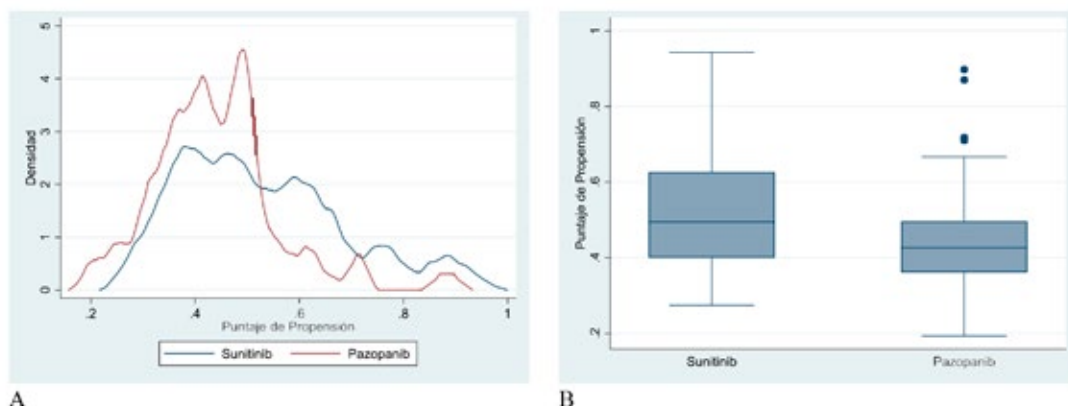 5
4
3
2
1
0
Densidad
.2
.4
.6
.8
1
Puntaje de Propensión
Sunitinib
Pazopanib
A
1
.8
.6
.4
.2
Puntaje de Propensión
Sunitinib
Pazopanib
B